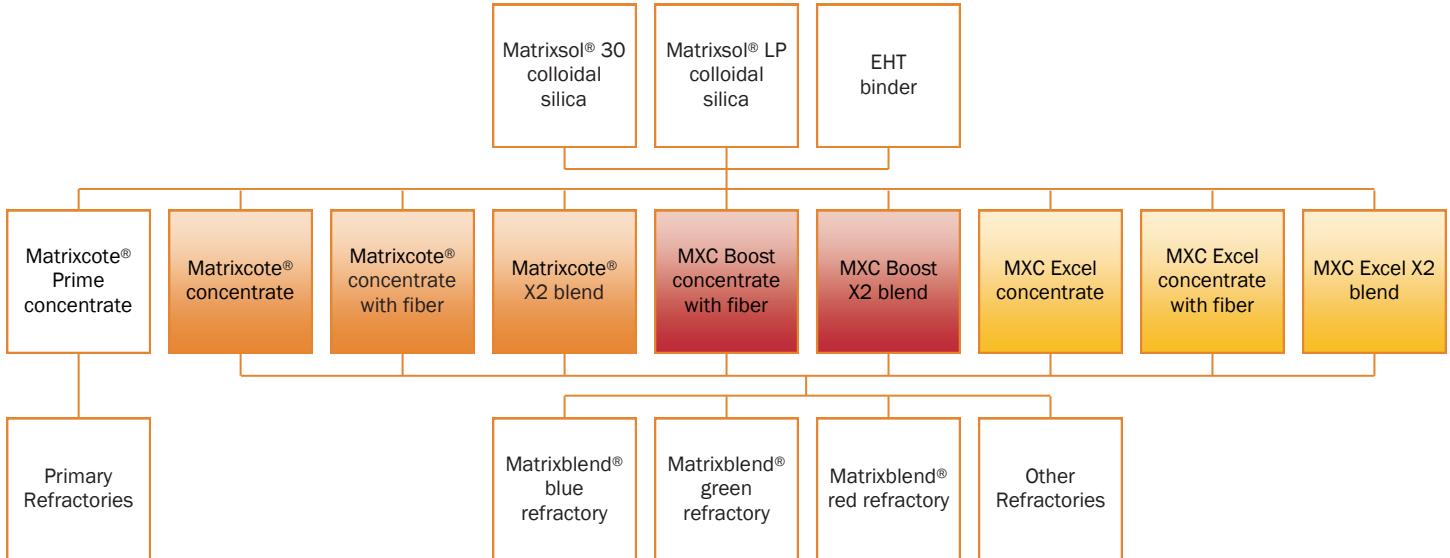 Matrixsol® 30
colloidal
silica
Matrixsol® LP
colloidal
silica
EHT
binder
Matrixcote®
Prime
concentrate
Matrixcote®
concentrate
Matrixcote®
concentrate
with fiber
Matrixcote®
X2 blend
MXC Boost
concentrate
with fiber
MXC Boost
X2 blend
MXC Excel
concentrate
MXC Excel
concentrate
with fiber
MXC Excel X2
blend
Primary
Refractories
Matrixblend®
blue
refractory
Matrixblend®
green
refractory
Matrixblend®
red refractory
Other
Refractories